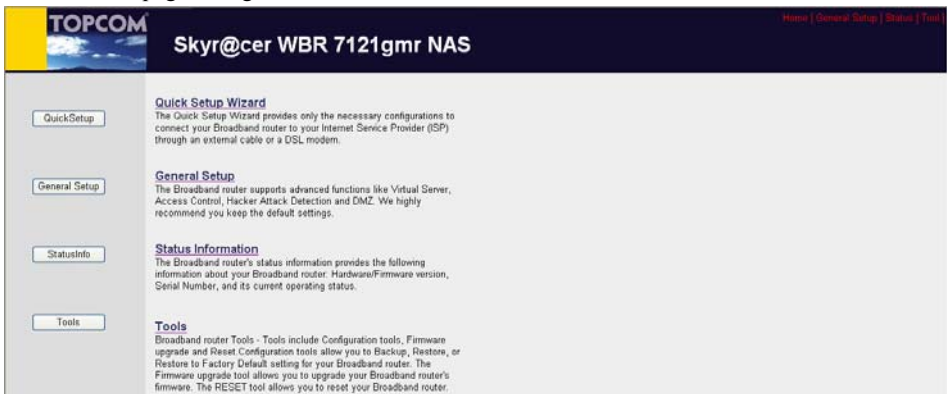 TOPCOM
Home | General Setup | Status | Tool |
Skyr@cer WBR 7121gmr NAS
QuickSetup
Quick Setup Wizard
The Quick Setup Wizard provides only the necessary configurations to
connect your Broadband router to your Internet Service Provider (ISP)
through an external cable or a DSL modem.
General Setup
General Setup
The Broadband router supports advanced functions like Virtual Server,
Access Control, Hacker Attack Detection and DMZ. We highly
recommend you keep the default settings.
StatusInfo
Status Information
The Broadband router's status information provides the following
information about your Broadband router: Hardware/Firmware version,
Serial Number, and its current operating status.
Tools
Tools
Broadband router Tools - Tools include Configuration tools, Firmware
upgrade and Reset.Configuration tools allow you to Backup, Restore, or
Restore to Factory Default setting for your Broadband router. The
Firmware upgrade tool allows you to upgrade your Broadband router's
firmware. The RESET tool allows you to reset your Broadband router.